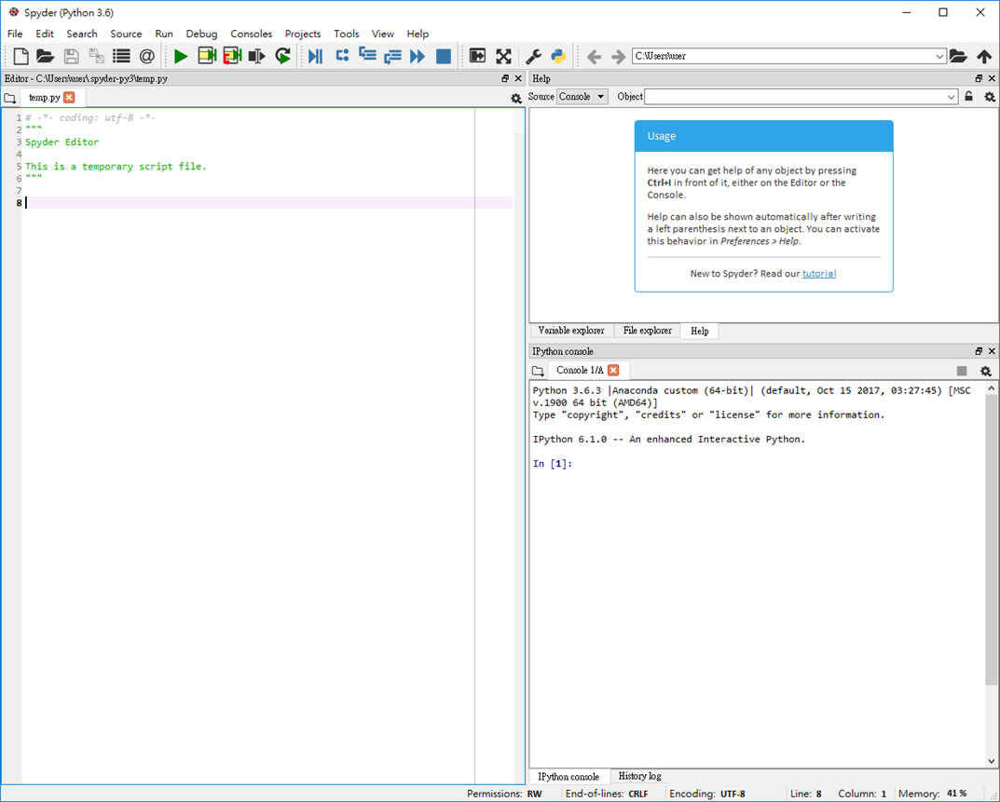 Spyder (Python 3.6)
File Edit Search Source Run Debug Consoles Projects Tools View Help
C:\Users\user
Editor - C:\Users\user\.spyder-py3\temp.py
temp.py
1 # -*- coding: utf-8 -*-
2 """
3 Spyder Editor
4
5 This is a temporary script file.
6 """
7
8
Help
Source Console Object
Usage
Here you can get help of any object by pressing
Ctrl+I in front of it, either on the Editor or the
Console.
Help can also be shown automatically after writing
a left parenthesis next to an object. You can activate
this behavior in Preferences > Help.
New to Spyder? Read our tutorial
Variable explorer File explorer Help
IPython console
Console 1/A
Python 3.6.3 |Anaconda custom (64-bit)| (default, Oct 15 2017, 03:27:45) [MSC
v.1900 64 bit (AMD64)]
Type "copyright", "credits" or "license" for more information.
IPython 6.1.0 -- An enhanced Interactive Python.
In [1]:
IPython console History log
Permissions: RW End-of-lines: CRLF Encoding: UTF-8 Line: 8 Column: 1 Memory: 41 %